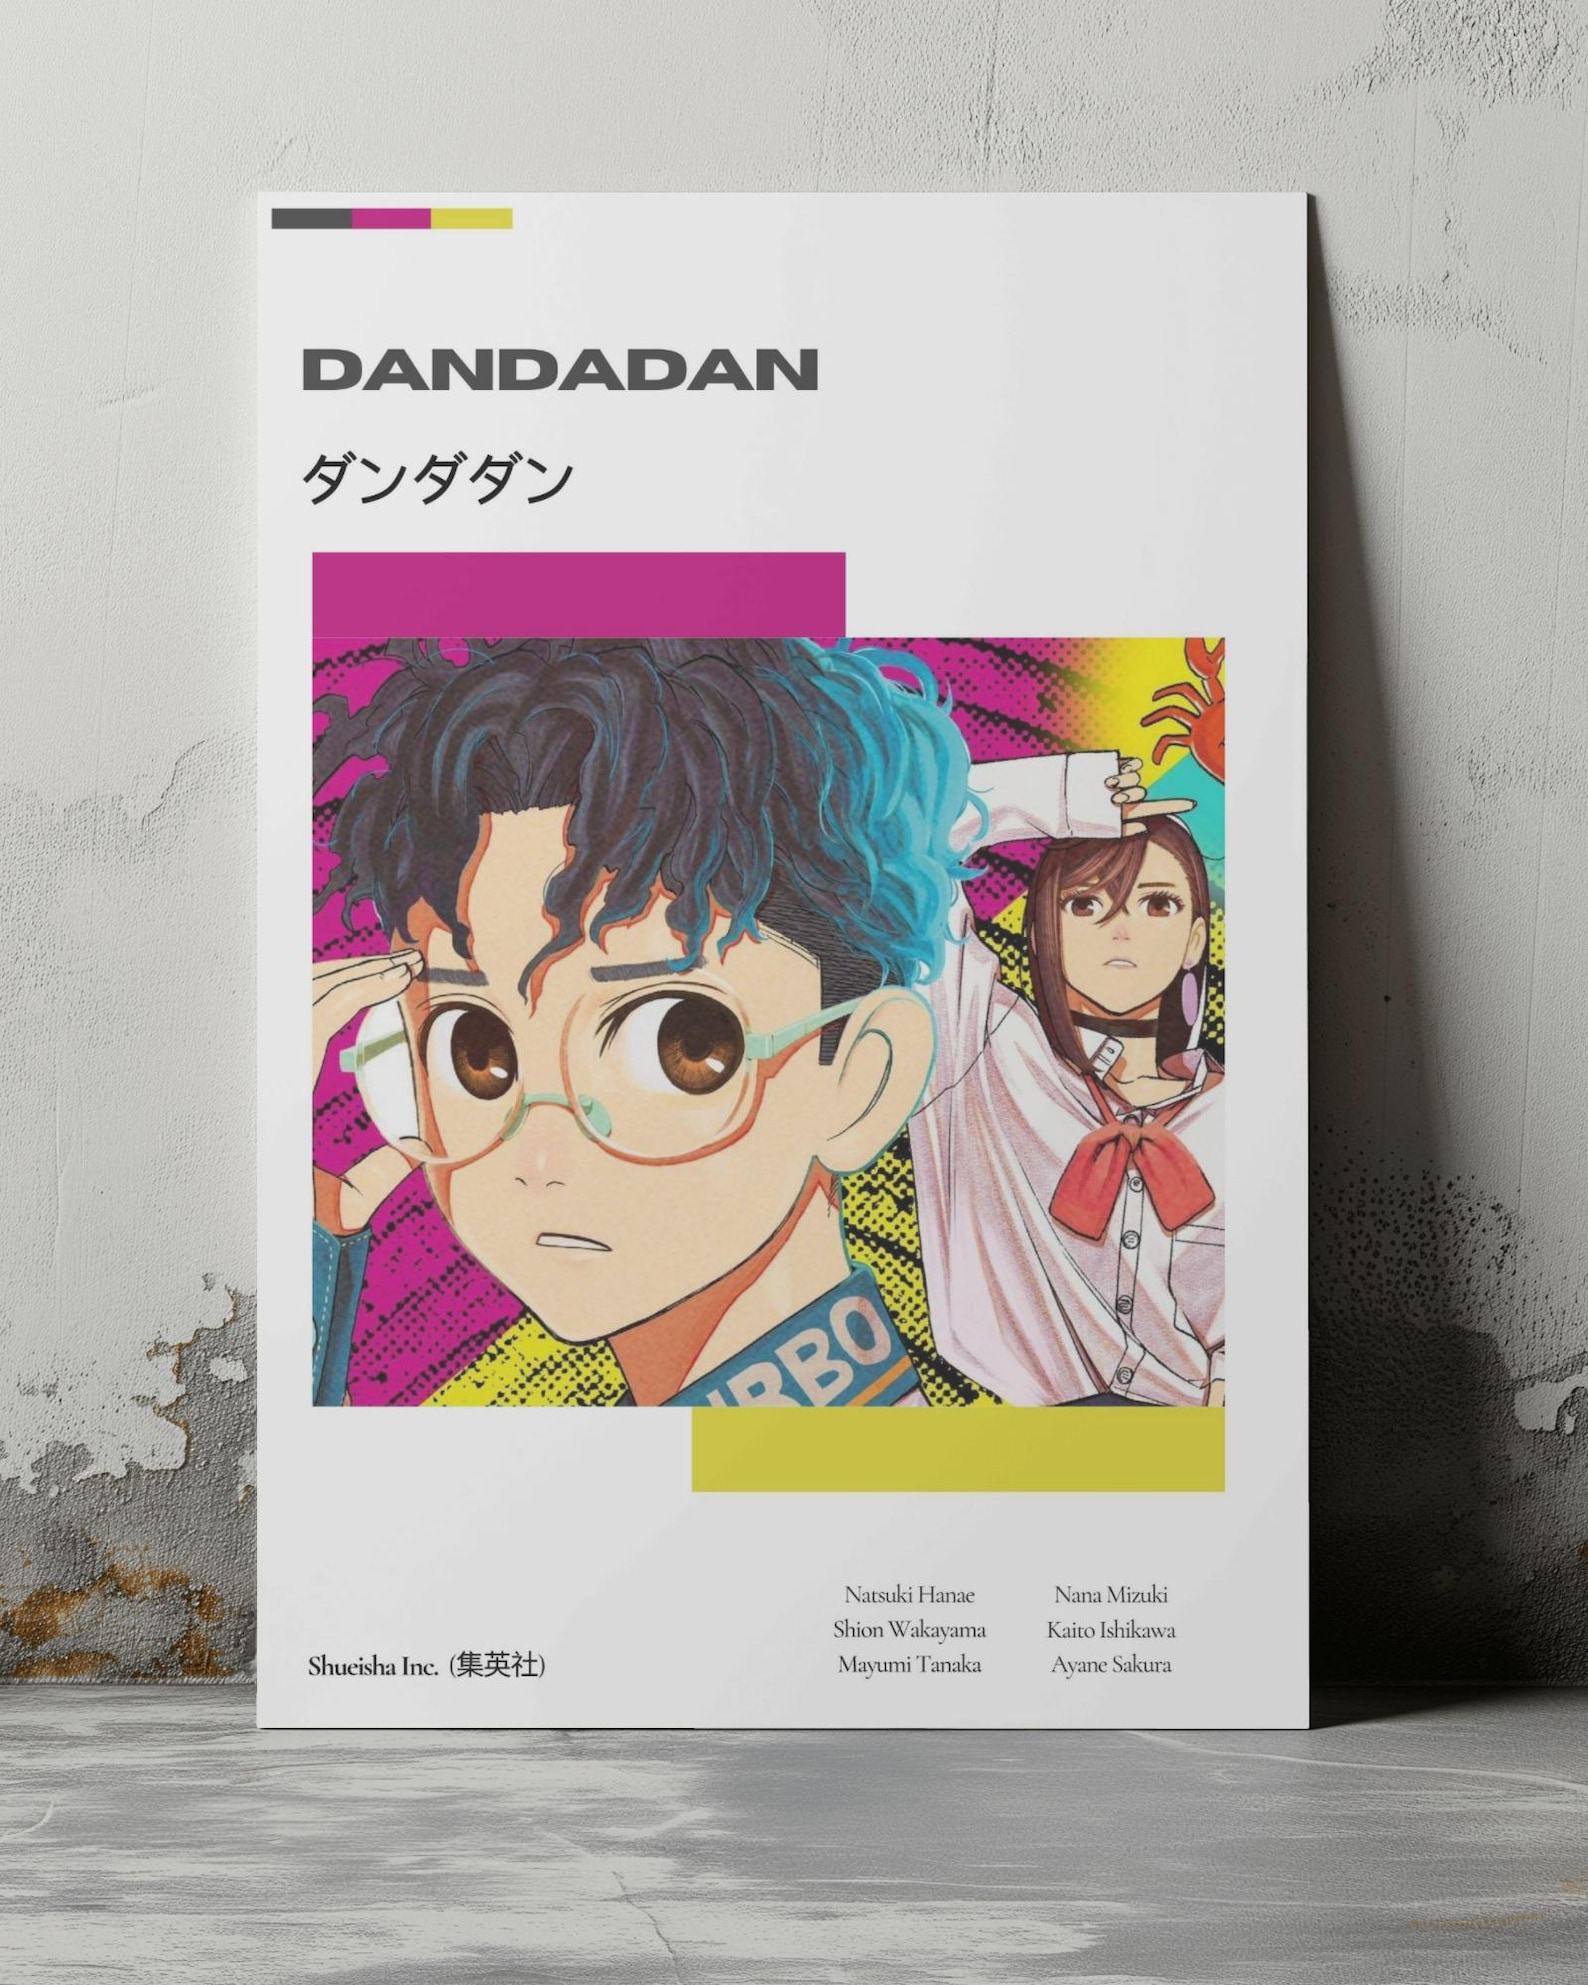 DANDADAN
ダンダダン
RBO
Natsuki Hanae
Shion Wakayama
Mayumi Tanaka
Nana Mizuki
Kaito Ishikawa
Ayane Sakura
Shueisha Inc. (集英社)